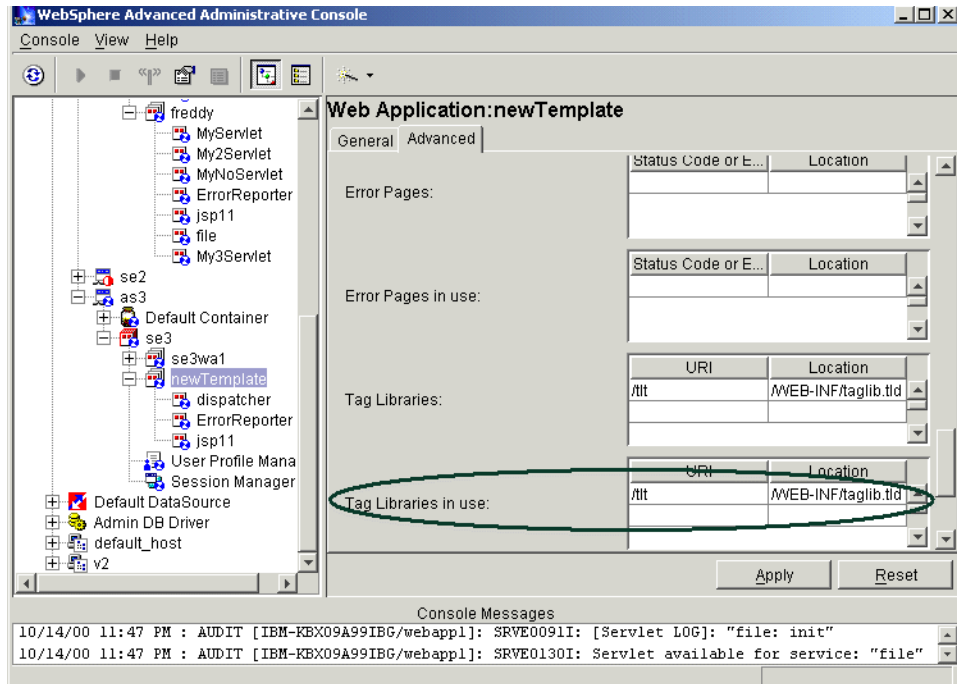 WebSphere Advanced Administrative Console
Console View Help
freddy
MyServlet
My2Servlet
MyNoServlet
ErrorReporter
jsp11
file
My3Servlet
se2
as3
Default Container
se3
se3wa1
newTemplate
dispatcher
ErrorReporter
jsp11
User Profile Mana
Session Manager
Default DataSource
Admin DB Driver
default_host
v2
Web Application:newTemplate
General Advanced
Status Code or E... Location
Error Pages:
Status Code or E... Location
Error Pages in use:
URI Location
Tag Libraries:
/tlt /WEB-INF/taglib.tld
URI Location
Tag Libraries in use:
/tlt /WEB-INF/taglib.tld
Apply Reset
Console Messages
10/14/00 11:47 PM : AUDIT [IBM-KBX09A99IBG/webapp1]: SRVE0091I: [Servlet LOG]: "file: init"
10/14/00 11:47 PM : AUDIT [IBM-KBX09A99IBG/webapp1]: SRVE0130I: Servlet available for service: "file"